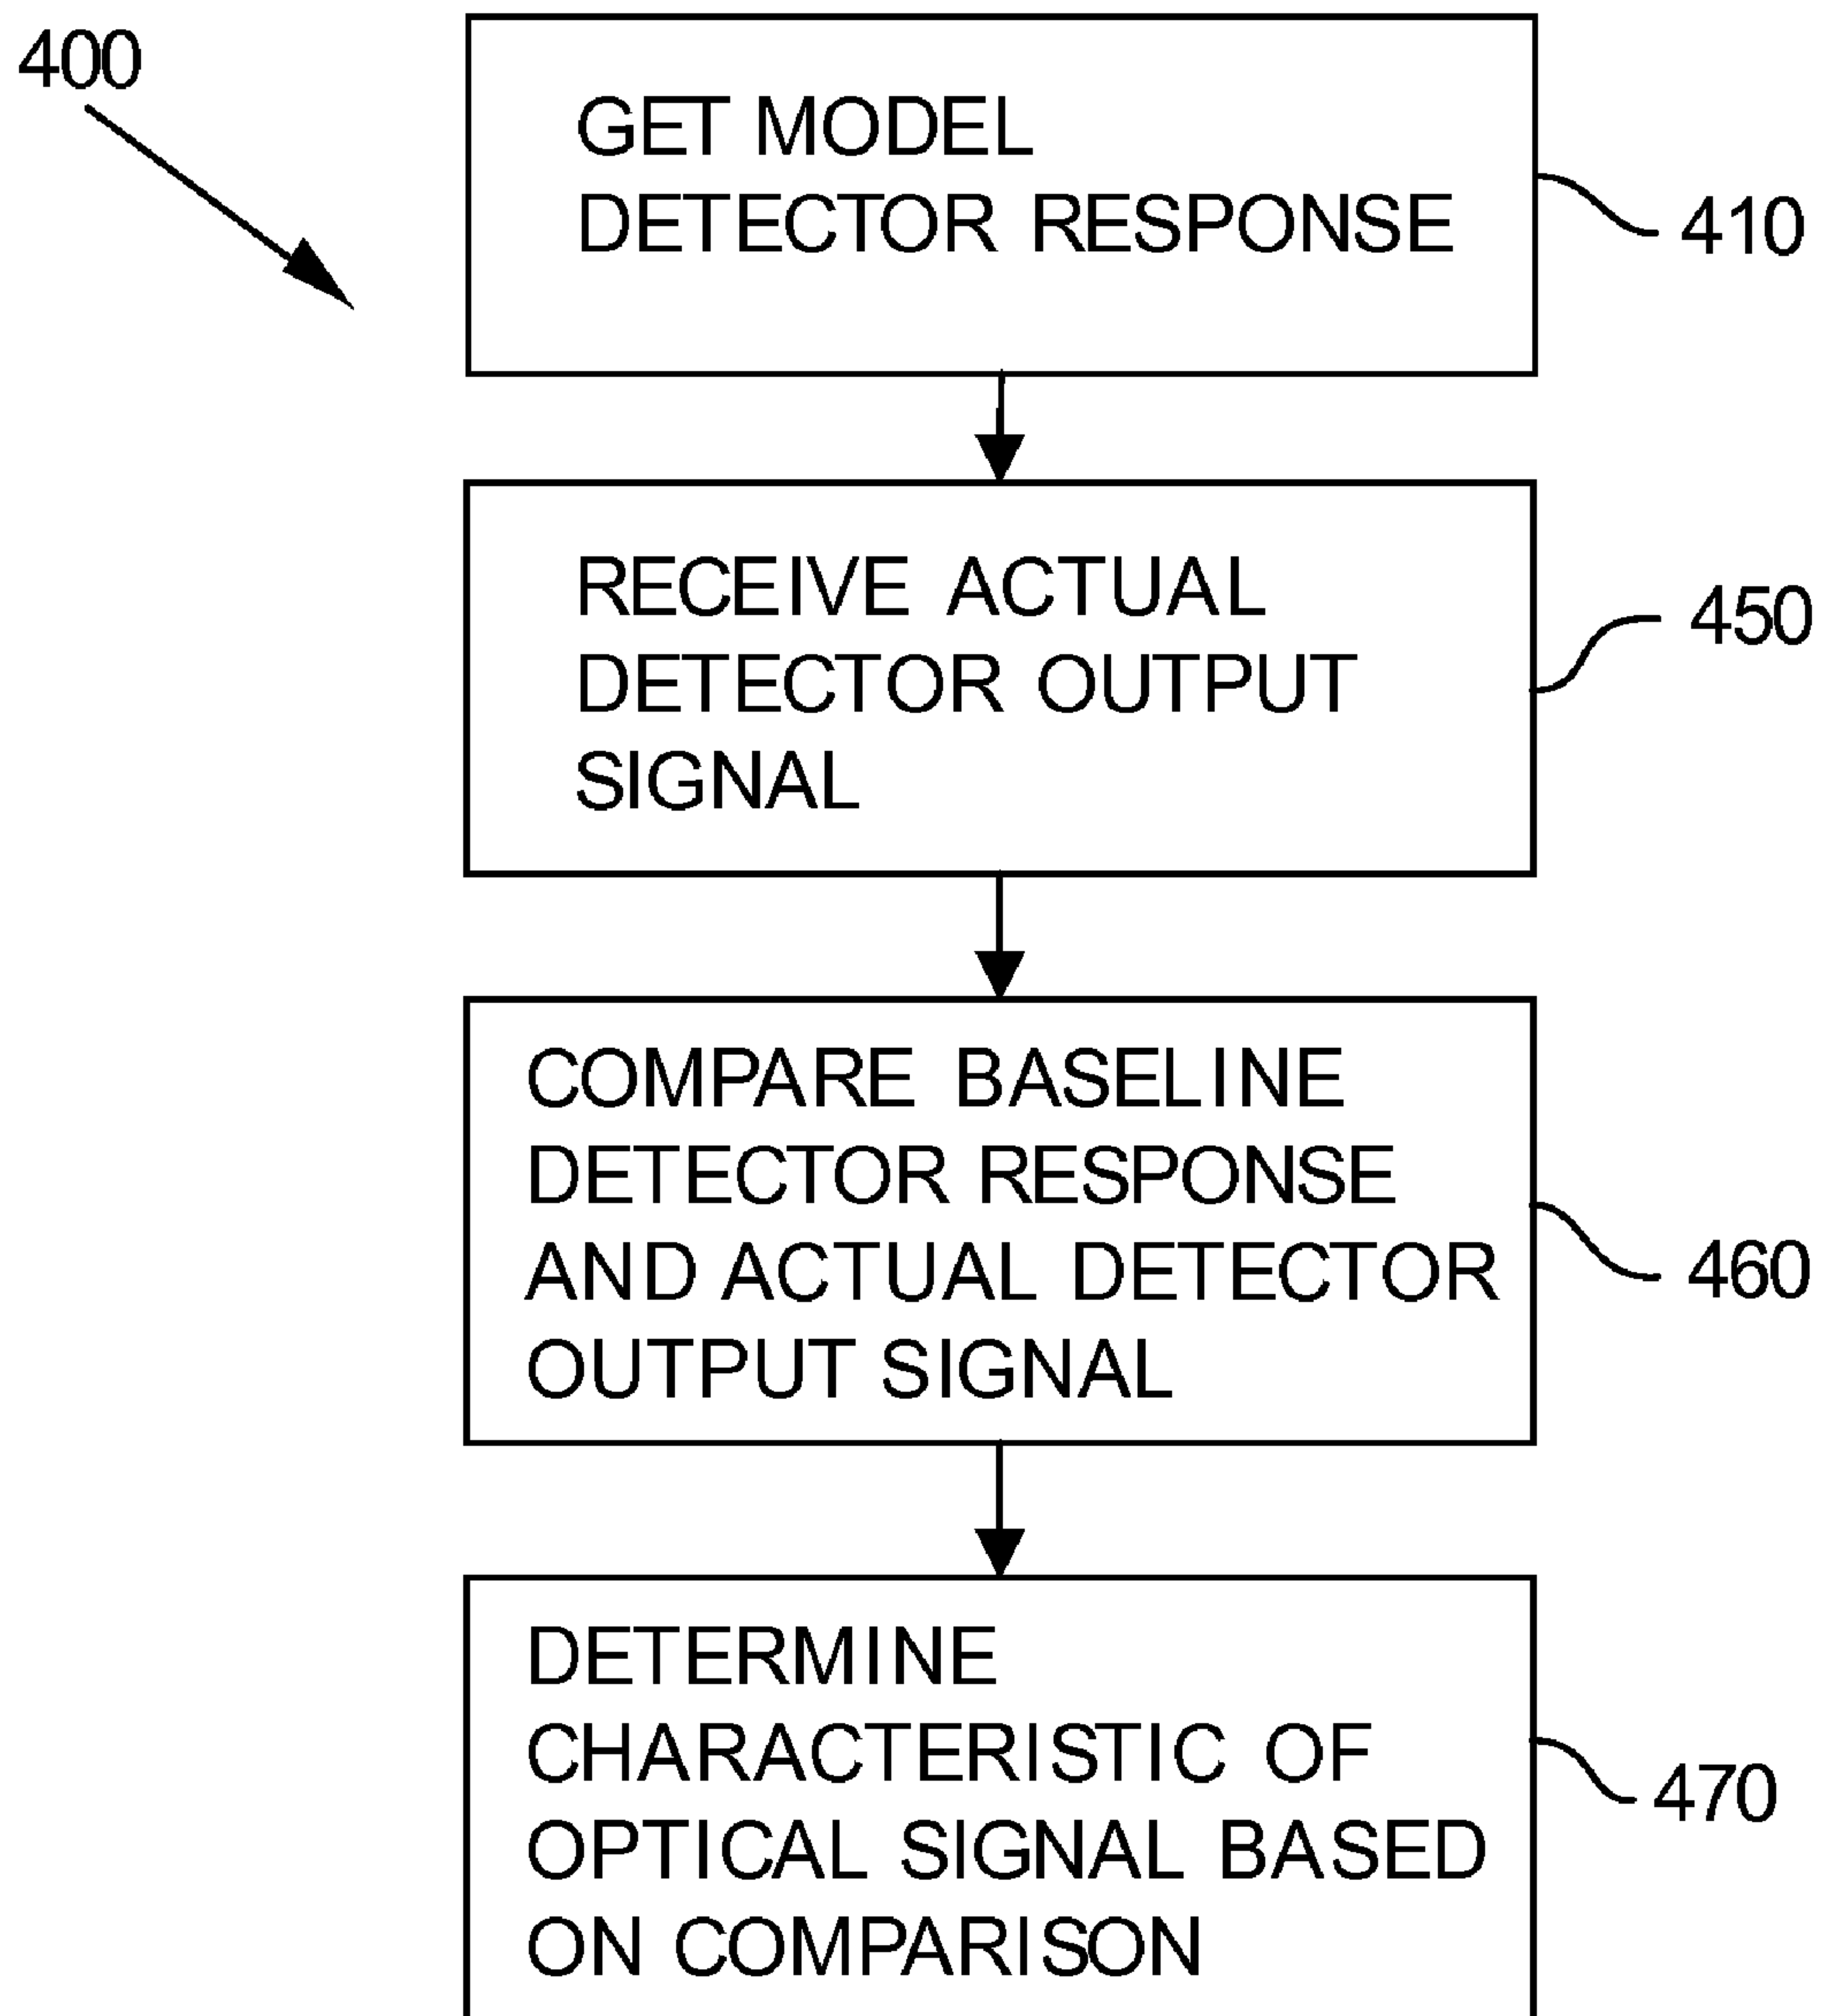 400
GET MODEL
DETECTOR RESPONSE
410
RECEIVE ACTUAL
DETECTOR OUTPUT
SIGNAL
450
COMPARE BASELINE
DETECTOR RESPONSE
AND ACTUAL DETECTOR
OUTPUT SIGNAL
460
DETERMINE
CHARACTERISTIC OF
OPTICAL SIGNAL BASED
ON COMPARISON
470